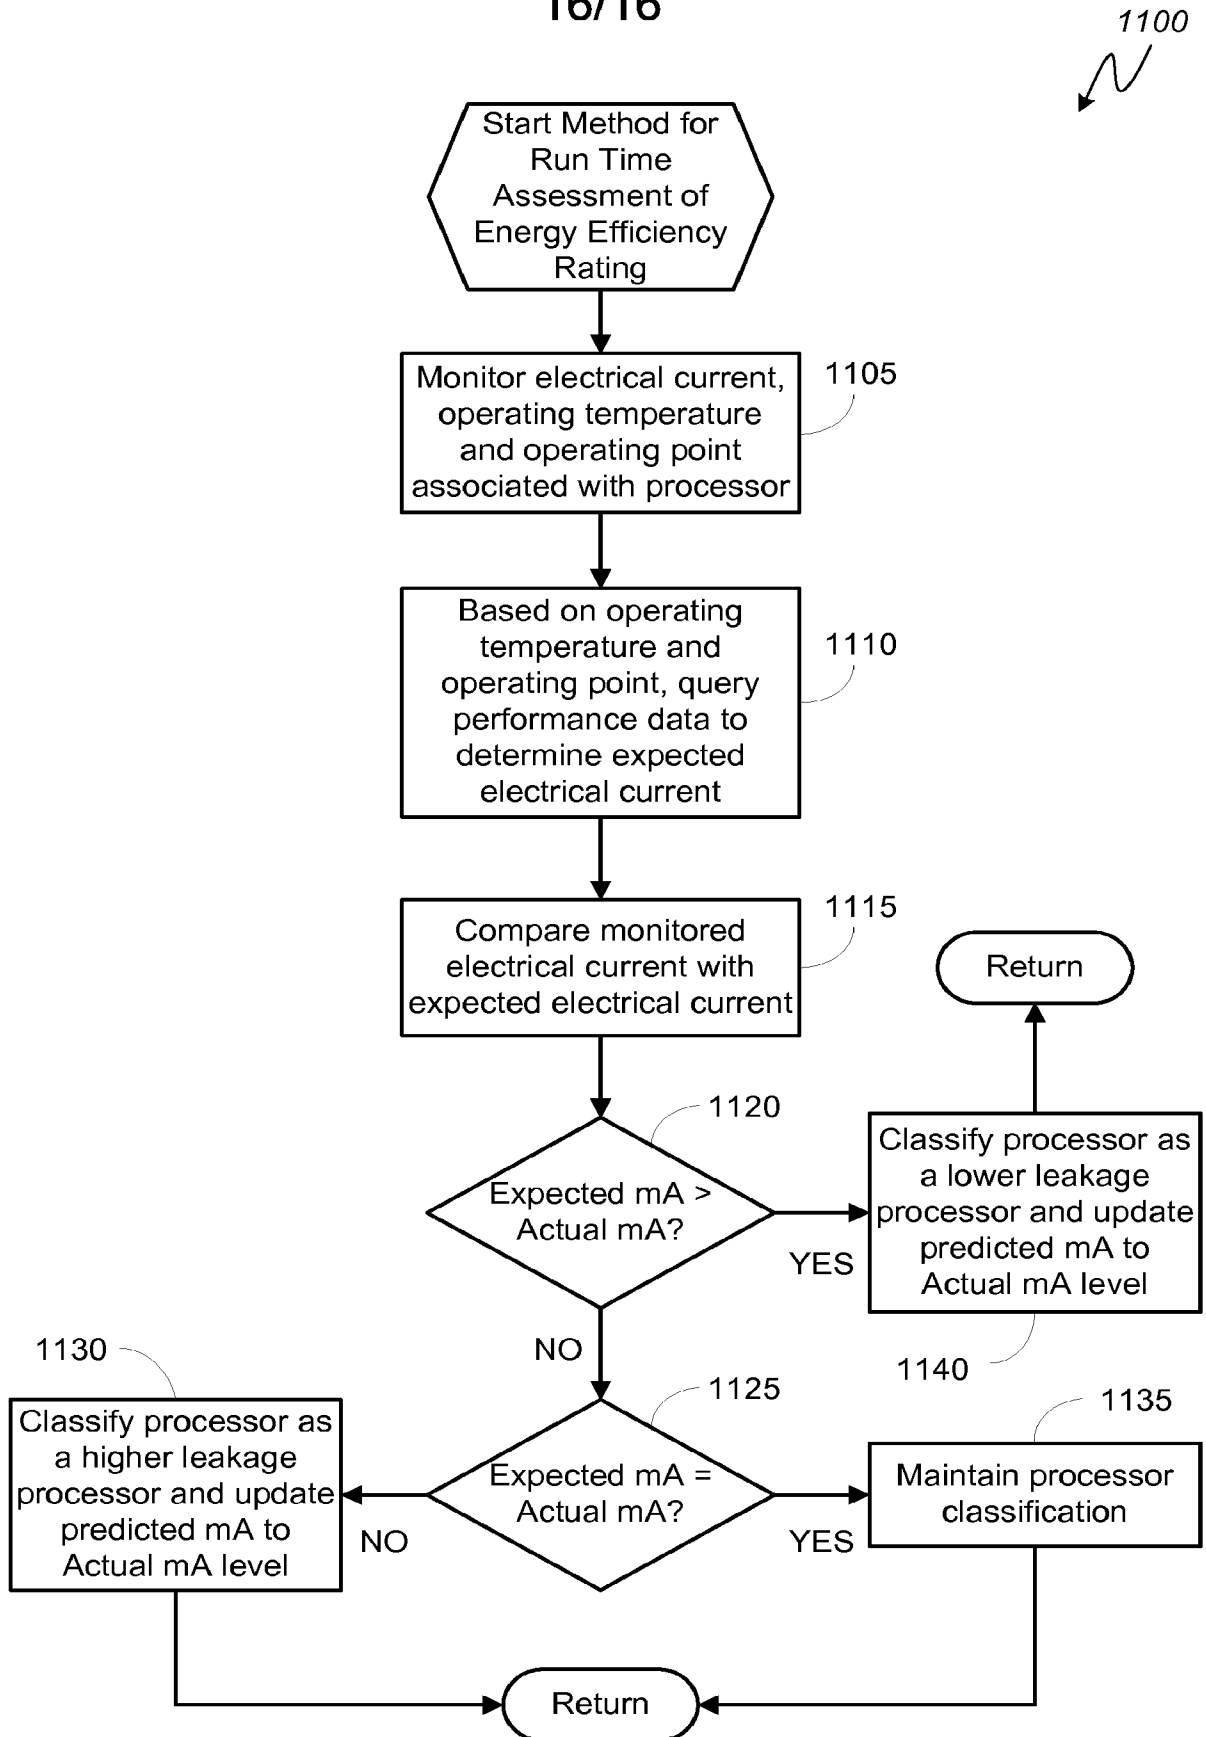 16/16
1100
Start Method for
Run Time
Assessment of
Energy Efficiency
Rating
Monitor electrical current,
operating temperature
and operating point
associated with processor
1105
Based on operating
temperature and
operating point, query
performance data to
determine expected
electrical current
1110
Compare monitored
electrical current with
expected electrical current
1115
Return
Expected mA >
Actual mA?
1120
YES
Classify processor as
a lower leakage
processor and update
predicted mA to
Actual mA level
1140
NO
1130
Classify processor as
a higher leakage
processor and update
predicted mA to
Actual mA level
NO
Expected mA =
Actual mA?
1125
YES
1135
Maintain processor
classification
Return